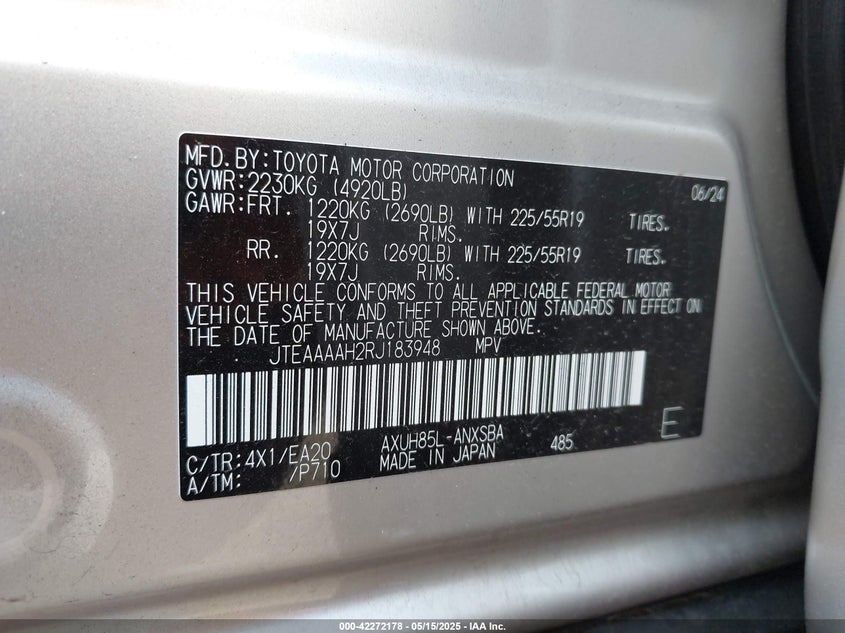 MFD.BY:TOYOTA MOTOR CORPORATION 06/24
GVWR:2230KG (4920LB)
GAWR:FRT. 1220KG (2690LB) WITH 225/55R19 TIRES.
19X7J RIMS.
RR. 1220KG (2690LB) WITH 225/55R19 TIRES.
19X7J RIMS.
THIS VEHICLE CONFORMS TO ALL APPLICABLE FEDERAL MOTOR
VEHICLE SAFETY AND THEFT PREVENTION STANDARDS IN EFFECT ON
THE DATE OF MANUFACTURE SHOWN ABOVE.
JTEAAAAH2RJ183948 MPV
C/TR:4X1/EA20 AXUH85L-ANXSBA 485 E
A/TM: /P710 MADE IN JAPAN
000-42272178 - 05/15/2025 - IAA Inc.